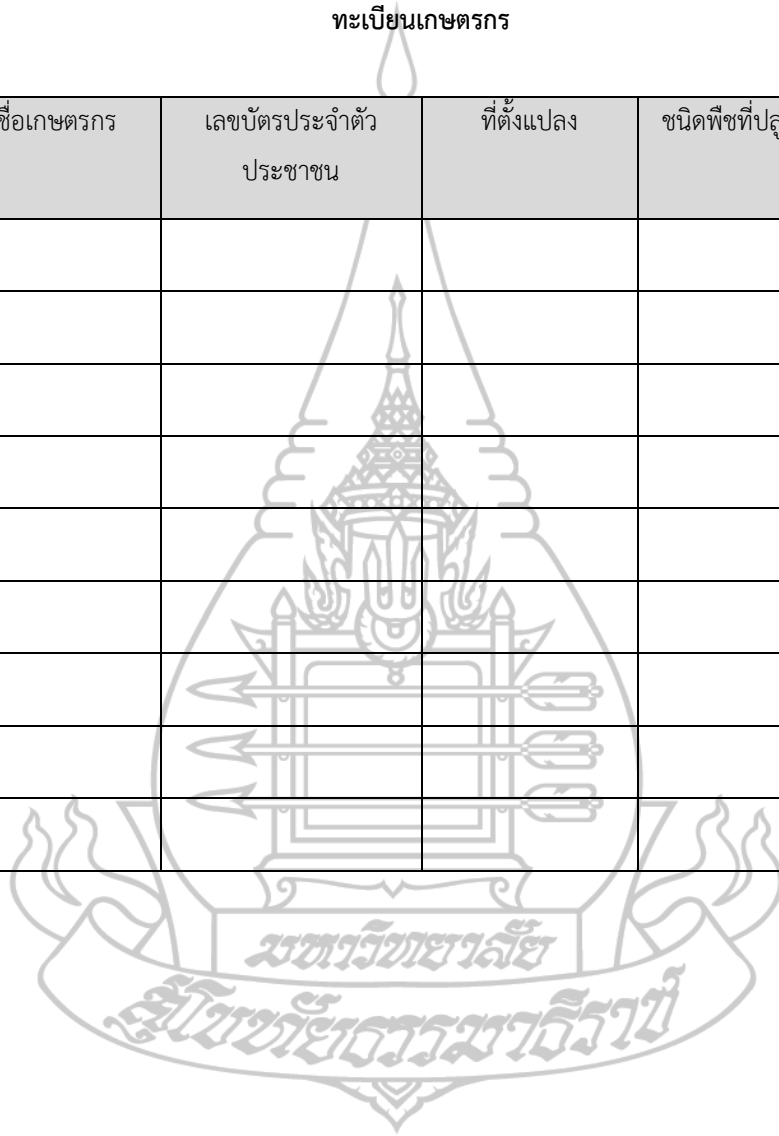 ทะเบียนเกษตรกร
ชื่อเกษตรกร
เลขบัตรประจำตัว
ประชาชน
ที่ตั้งแปลง
ชนิดพืชที่ปลู
มหาวิทยาลัย
สุโขทัยธรรมาธิราช